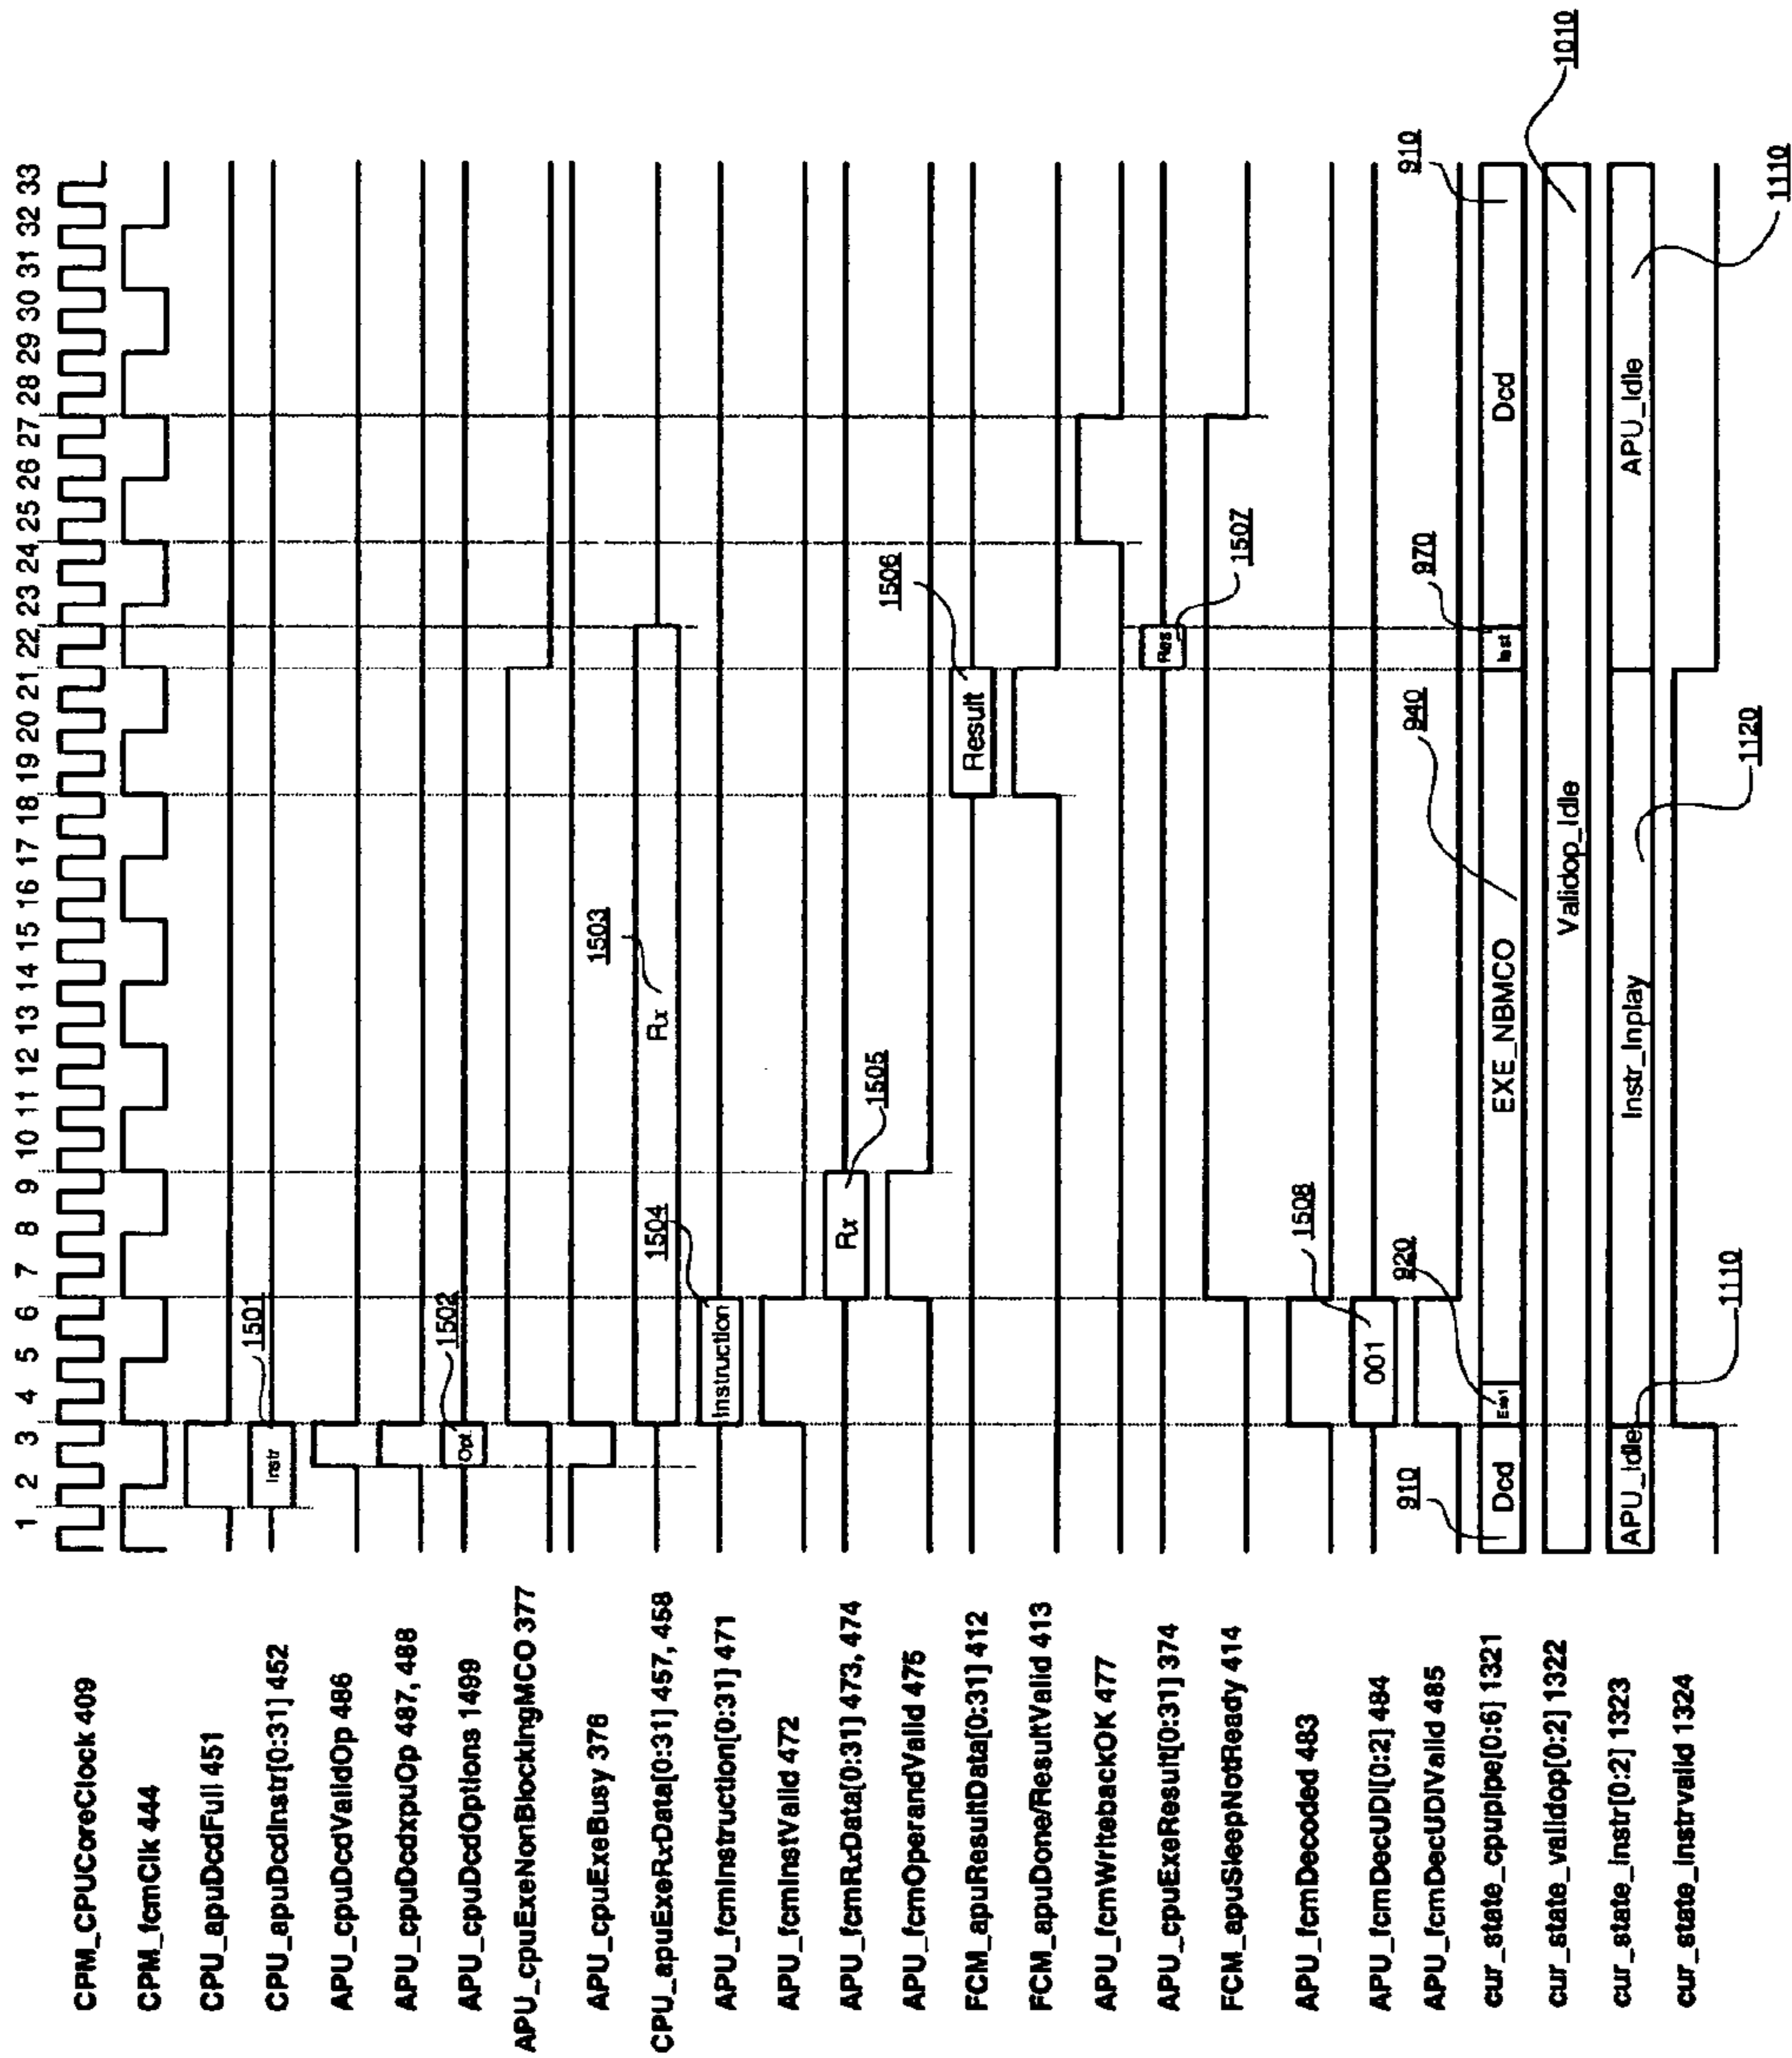 1 2 3 4 5 6 7 8 9 10 11 12 13 14 15 16 17 18 19 20 21 22 23 24 25 26 27 28 29 30 31 32 33
CPM_CPUCoreClock 409
CPM_fcmClk 444
CPU_apuDcdFull 451
CPU_apuDcdInstr[0:31] 452
Instr
1501
APU_cpuDcdValidOp 486
APU_cpuDcdxpuOp 487, 488
APU_cpuDcdOptions 1499
Opt.
1502
APU_cpuExeNonBlockingMCO 377
APU_cpuExeBusy 376
CPU_apuExeRxData[0:31] 457, 458
Rx
1503
APU_fcmInstruction[0:31] 471
Instruction
1504
APU_fcmInstValid 472
APU_fcmRxData[0:31] 473, 474
Rx
1505
APU_fcmOperandValid 475
FCM_apuResultData[0:31] 412
Result
1506
FCM_apuDone/ResultValid 413
APU_fcmWritebackOK 477
APU_cpuExeResult[0:31] 374
Res
1507
FCM_apuSleepNotReady 414
APU_fcmDecoded 483
APU_fcmDecUDI[0:2] 484
001
1508
APU_fcmDecUDIValid 485
cur_state_cpupipe[0:6] 1321
910
Dcd
920
Exe1
EXE_NBMCO
940
last
970
Dcd
910
cur_state_validop[0:2] 1322
Validop_Idle
1010
cur_state_instr[0:2] 1323
APU_Idle
1110
Instr_Inplay
1120
APU_Idle
1110
cur_state_instrvalid 1324